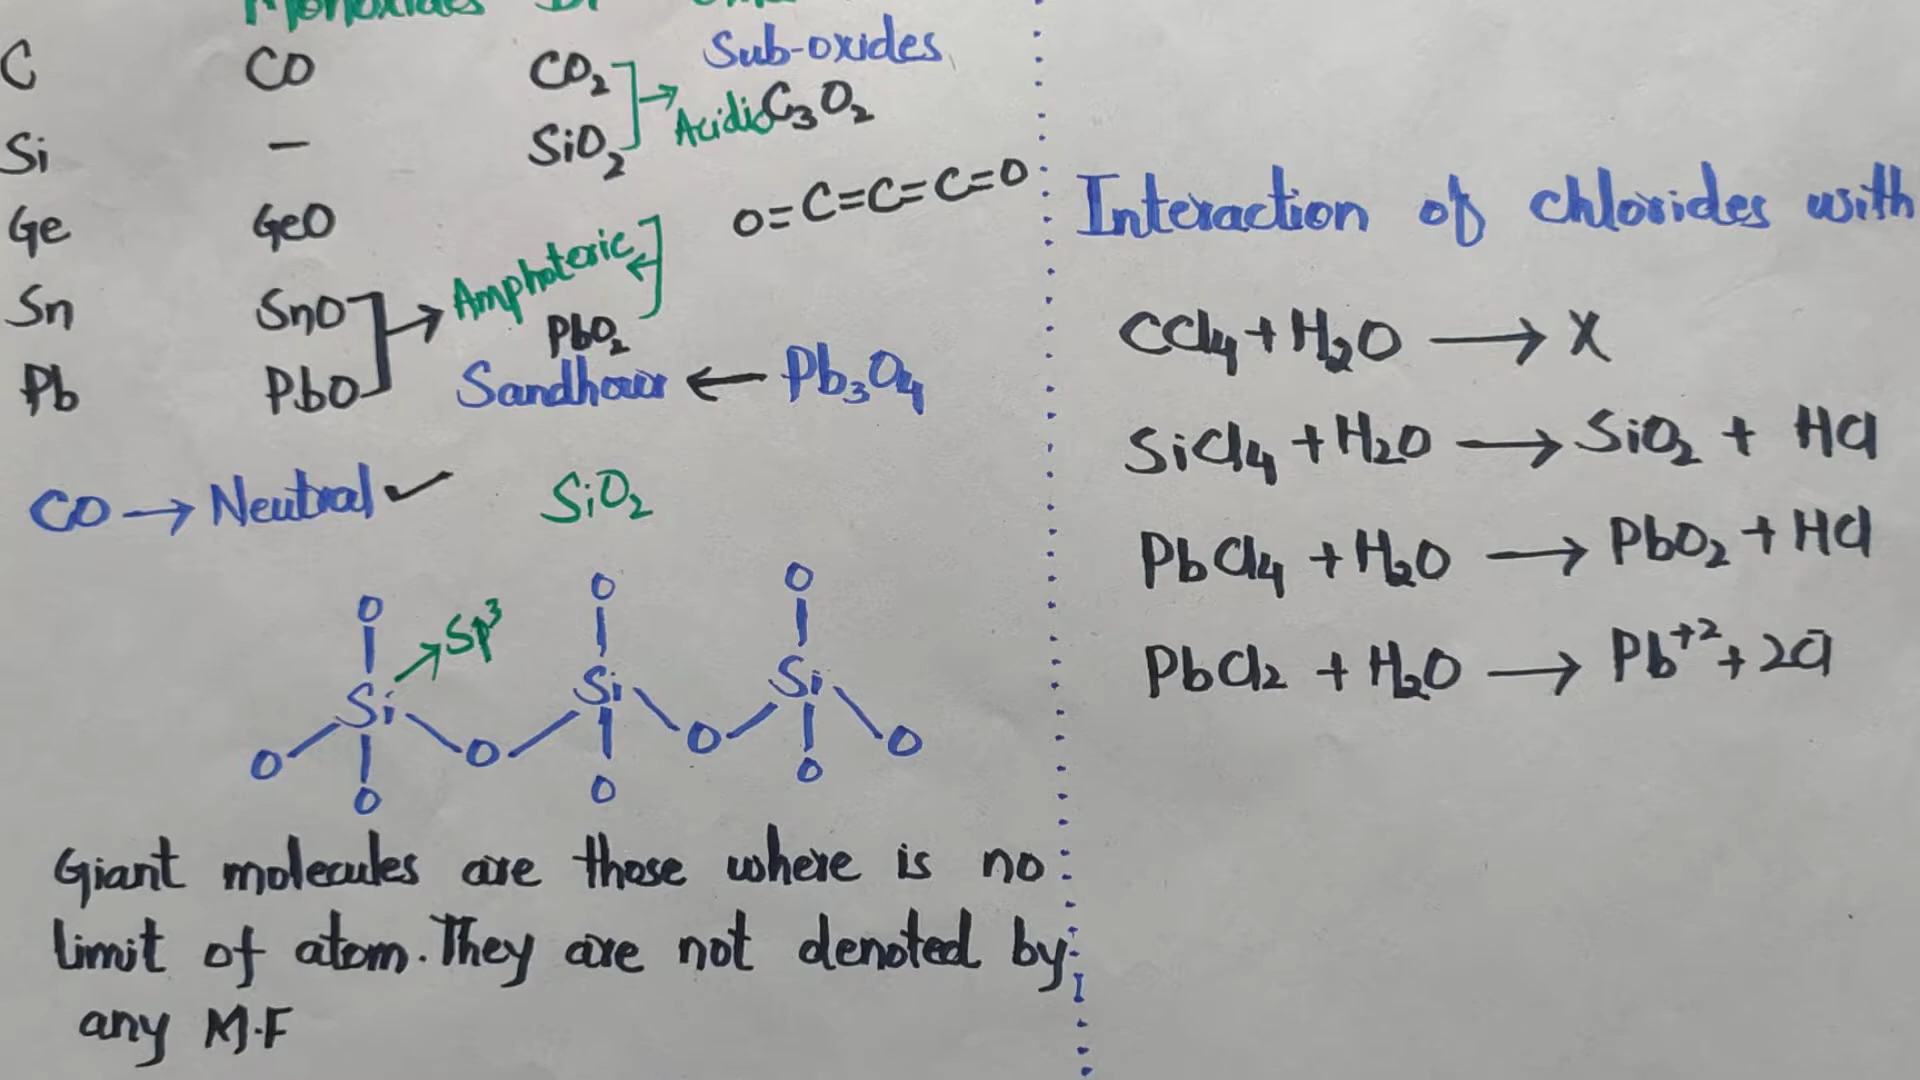 Monoxides
C CO CO₂ Sub-oxides
Si — SiO₂ Acidic C₃O₂
Ge GeO O=C=C=C=O
Sn SnO Amphoteric
PbO₂
Pb PbO Sandhour ← Pb₃O₄
CO → Neutral ✓ SiO₂
O O O
Sp³
Si Si Si
O O O O
O O O
Giant molecules are those where is no
limit of atom. They are not denoted by
any M.F
Interaction of chlorides with
CCl₄ + H₂O → X
SiCl₄ + H₂O → SiO₂ + HCl
PbCl₄ + H₂O → PbO₂ + HCl
PbCl₂ + H₂O → Pb⁺² + 2Cl⁻